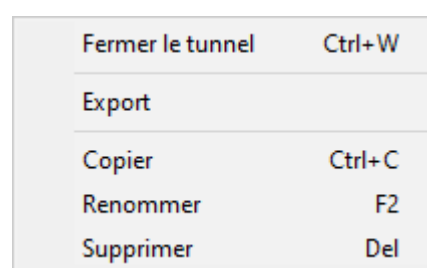 Fermer le tunnel Ctrl+W
Export
Copier Ctrl+C
Renommer F2
Supprimer Del